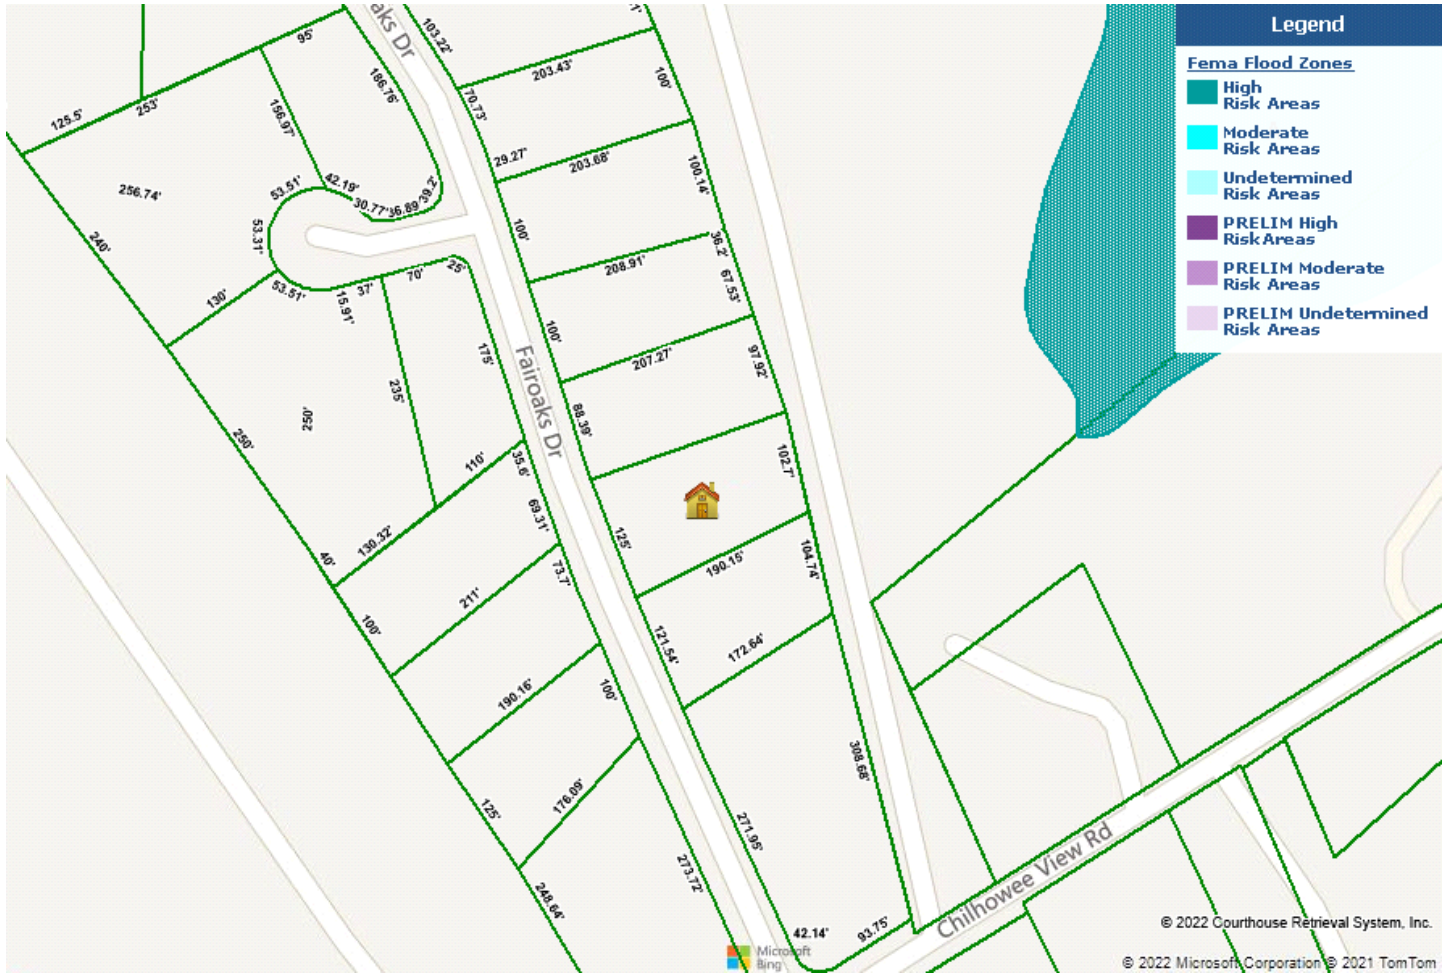 Legend
Fema Flood Zones
High
Risk Areas
Moderate
Risk Areas
Undetermined
Risk Areas
PRELIM High
Risk Areas
PRELIM Moderate
Risk Areas
PRELIM Undetermined
Risk Areas
aks Dr
95'
103.22'
203.43'
100'
186.76'
125.5'
253'
156.97'
70.73'
29.27'
203.68'
100.14'
256.74'
53.51'
42.19'
30.77'
36.89'
39.2'
53.31'
240'
100'
208.91'
36.2'
67.53'
130'
53.51'
15.91'
37'
70'
25'
100'
207.27'
97.92'
175'
235'
Fairoaks Dr
88.39'
250'
250'
110'
35.6'
102.7'
130.32'
69.31'
125'
190.15'
104.74'
40'
73.7'
211'
100'
121.54'
172.64'
190.16'
100'
308.68'
176.09'
125'
271.95'
273.72'
248.64'
42.14'
93.75'
Chilhowee View Rd
© 2022 Courthouse Retrieval System, Inc.
Microsoft
Bing
© 2022 Microsoft Corporation © 2021 TomTom